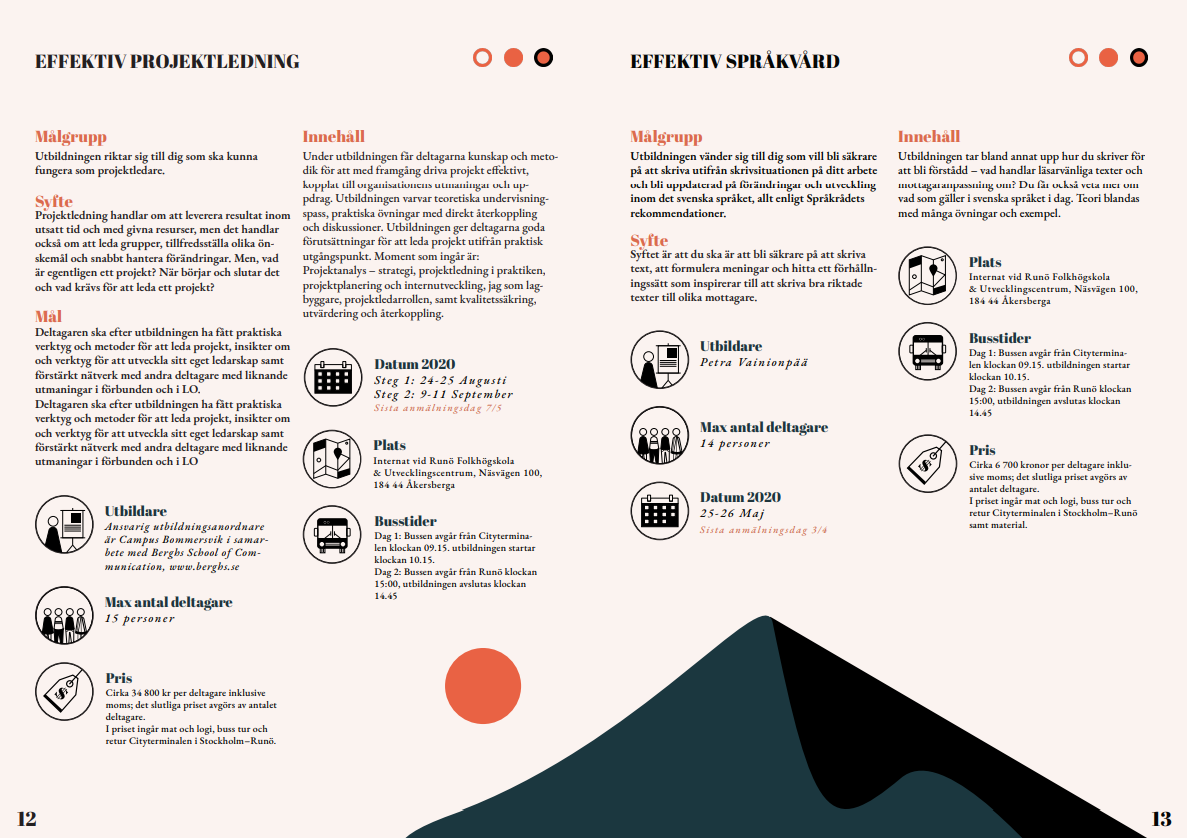 EFFEKTIV PROJEKTLEDNING
Målgrupp
Utbildningen riktar sig till dig som ska kunna
fungera som projektledare.
Syfte
Projektledning handlar om att leverera resultat inom
utsatt tid och med givna resurser, men det handlar
också om att leda grupper, tillfredsställa olika ön-
skemål och snabbt hantera förändringar. Men, vad
är egentligen ett projekt? När börjar och slutar det
och vad krävs för att leda ett projekt?
Mål
Deltagaren ska efter utbildningen ha fått praktiska
verktyg och metoder för att leda projekt, insikter om
och verktyg för att utveckla sitt eget ledarskap samt
förstärkt nätverk med andra deltagare med liknande
utmaningar i förbunden och i LO.
Deltagaren ska efter utbildningen ha fått praktiska
verktyg och metoder för att leda projekt, insikter om
och verktyg för att utveckla sitt eget ledarskap samt
förstärkt nätverk med andra deltagare med liknande
utmaningar i förbunden och i LO
Utbildare
Ansvarig utbildningsanordnare
är Campus Bommersvik i samar-
bete med Berghs School of Com-
munication, www.berghs.se
Max antal deltagare
15 personer
Pris
Cirka 34 800 kr per deltagare inklusive
moms; det slutliga priset avgörs av antalet
deltagare.
I priset ingår mat och logi, buss tur och
retur Cityterminalen i Stockholm–Runö.
Innehåll
Under utbildningen får deltagarna kunskap och meto-
dik för att med framgång driva projekt effektivt,
kopplat till organisationens utmaningar och up-
pdrag. Utbildningen varvar teoretiska undervisning-
spass, praktiska övningar med direkt återkoppling
och diskussioner. Utbildningen ger deltagarna goda
förutsättningar för att leda projekt utifrån praktisk
utgångspunkt. Moment som ingår är:
Projektanalys – strategi, projektledning i praktiken,
projektplanering och internutveckling, jag som lag-
byggare, projektledarrollen, samt kvalitetssäkring,
utvärdering och återkoppling.
Datum 2020
Steg 1: 24-25 Augusti
Steg 2: 9-11 September
Sista anmälningsdag 7/5
Plats
Internat vid Runö Folkhögskola
& Utvecklingscentrum, Näsvägen 100,
184 44 Åkersberga
Busstider
Dag 1: Bussen avgår från Citytermina-
len klockan 09.15. utbildningen startar
klockan 10.15.
Dag 2: Bussen avgår från Runö klockan
15:00, utbildningen avslutas klockan
14.45
12
EFFEKTIV SPRÅKVÅRD
Målgrupp
Utbildningen vänder sig till dig som vill bli säkrare
på att skriva utifrån skrivsituationen på ditt arbete
och bli uppdaterad på förändringar och utveckling
inom det svenska språket, allt enligt Språkrådets
rekommendationer.
Syfte
Syftet är att du ska är att bli säkrare på att skriva
text, att formulera meningar och hitta ett förhålln-
ingssätt som inspirerar till att skriva bra riktade
texter till olika mottagare.
Utbildare
Petra Vainionpää
Max antal deltagare
14 personer
Datum 2020
25-26 Maj
Sista anmälningsdag 3/4
Innehåll
Utbildningen tar bland annat upp hur du skriver för
att bli förstådd – vad handlar läsarvänliga texter och
mottagaranpassning om? Du får också veta mer om
vad som gäller i svenska språket i dag. Teori blandas
med många övningar och exempel.
Plats
Internat vid Runö Folkhögskola
& Utvecklingscentrum, Näsvägen 100,
184 44 Åkersberga
Busstider
Dag 1: Bussen avgår från Citytermina-
len klockan 09.15. utbildningen startar
klockan 10.15.
Dag 2: Bussen avgår från Runö klockan
15:00, utbildningen avslutas klockan
14.45
Pris
Cirka 6 700 kronor per deltagare inklu-
sive moms; det slutliga priset avgörs av
antalet deltagare.
I priset ingår mat och logi, buss tur och
retur Cityterminalen i Stockholm–Runö
samt material.
13